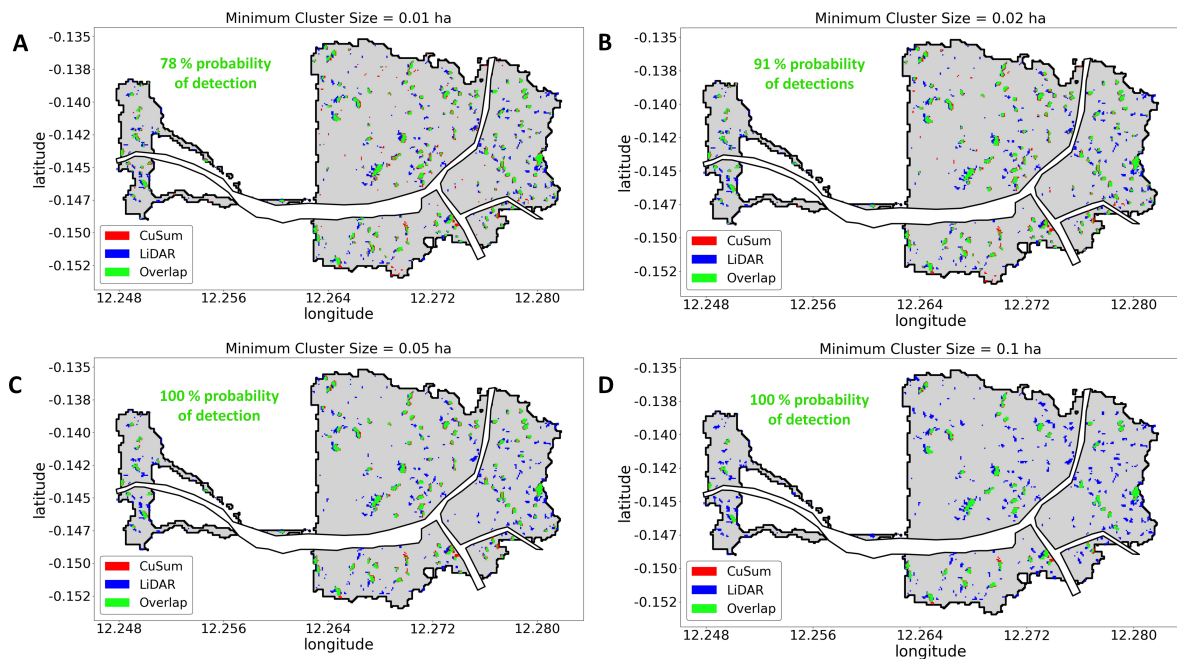 Minimum Cluster Size = 0.01 ha
A
78 % probability
of detection
-0.135
-0.138
-0.140
-0.142
-0.145
-0.147
-0.150
-0.152
latitude
CuSum
LiDAR
Overlap
12.248
12.256
12.264
12.272
12.280
longitude
Minimum Cluster Size = 0.02 ha
B
91 % probability
of detections
-0.135
-0.138
-0.140
-0.142
-0.145
-0.147
-0.150
-0.152
latitude
CuSum
LiDAR
Overlap
12.248
12.256
12.264
12.272
12.280
longitude
Minimum Cluster Size = 0.05 ha
C
100 % probability
of detection
-0.135
-0.138
-0.140
-0.142
-0.145
-0.147
-0.150
-0.152
latitude
CuSum
LiDAR
Overlap
12.248
12.256
12.264
12.272
12.280
longitude
Minimum Cluster Size = 0.1 ha
D
100 % probability
of detection
-0.135
-0.138
-0.140
-0.142
-0.145
-0.147
-0.150
-0.152
latitude
CuSum
LiDAR
Overlap
12.248
12.256
12.264
12.272
12.280
longitude